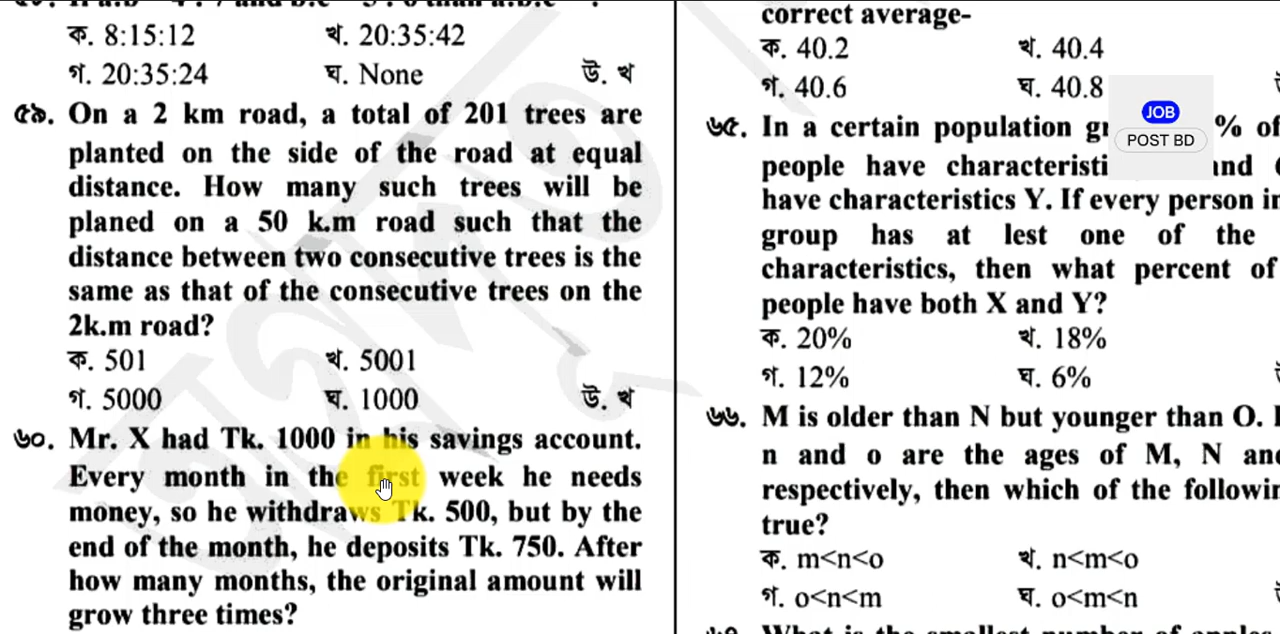 ক. 8:15:12
খ. 20:35:42
গ. 20:35:24
ঘ. None
উ. খ
৫৯. On a 2 km road, a total of 201 trees are
planted on the side of the road at equal
distance. How many such trees will be
planed on a 50 k.m road such that the
distance between two consecutive trees is the
same as that of the consecutive trees on the
2k.m road?
ক. 501
খ. 5001
গ. 5000
ঘ. 1000
উ. খ
৬০. Mr. X had Tk. 1000 in his savings account.
Every month in the first week he needs
money, so he withdraws Tk. 500, but by the
end of the month, he deposits Tk. 750. After
how many months, the original amount will
grow three times?
correct average-
ক. 40.2
খ. 40.4
গ. 40.6
ঘ. 40.8
JOB
POST BD
৬৫. In a certain population % of
people have and
have characteristics Y. If every person in
group has at lest one of the
characteristics, then what percent of
people have both X and Y?
ক. 20%
খ. 18%
গ. 12%
ঘ. 6%
৬৬. M is older than N but younger than O.
n and o are the ages of M, N
respectively, then which of the
true?
ক. m<n<o
খ. n<m<o
গ. o<n<m
ঘ. o<m<n
What is the smallest number of apples